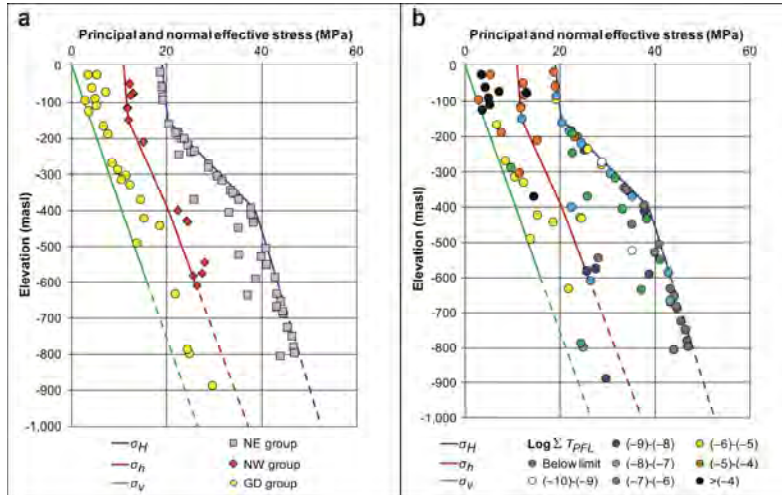 a
Principal and normal effective stress (MPa)
0 20 40 60
0
-100
-200
-300
-400
-500
-600
-700
-800
-900
-1,000
Elevation (masl)
σH
σh
σv
NE group
NW group
GD group
b
Principal and normal effective stress (MPa)
0 20 40 60
0
-100
-200
-300
-400
-500
-600
-700
-800
-900
-1,000
Elevation (masl)
σH
σh
σv
Log Σ TPFL
Below limit
(-10)-(-9)
(-9)-(-8)
(-8)-(-7)
(-7)-(-6)
(-6)-(-5)
(-5)-(-4)
>(-4)